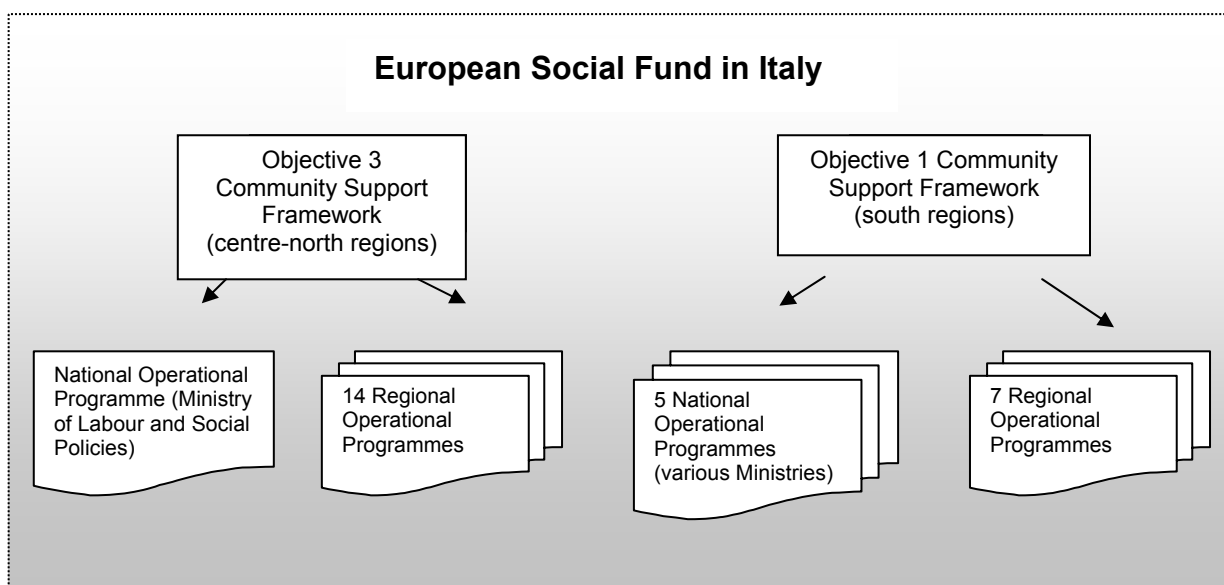 European Social Fund in Italy
Objective 3
Community Support
Framework
(centre-north regions)
Objective 1 Community
Support Framework
(south regions)
National Operational
Programme (Ministry
of Labour and Social
Policies)
14 Regional
Operational
Programmes
5 National
Operational
Programmes
(various Ministries)
7 Regional
Operational
Programmes